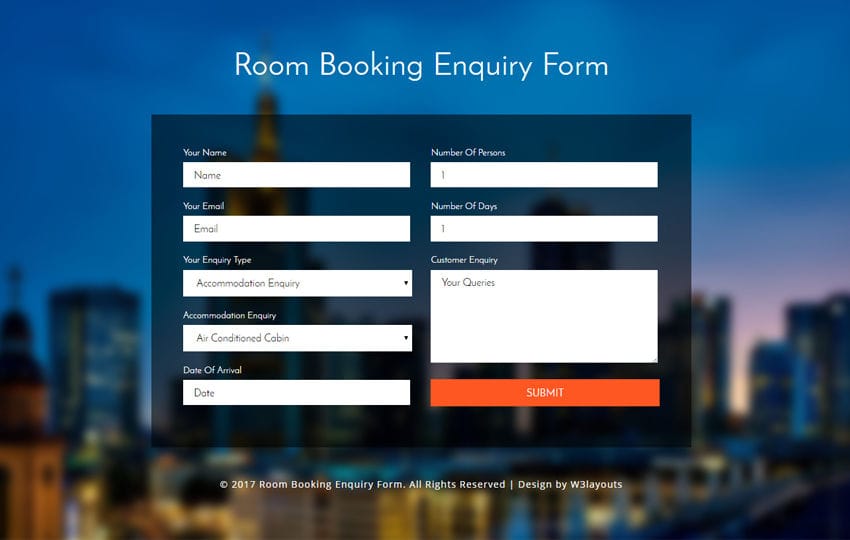 Room Booking Enquiry Form
Your Name
Name
Your Email
Email
Your Enquiry Type
Accommodation Enquiry
Accommodation Enquiry
Air Conditioned Cabin
Date Of Arrival
Date
Number Of Persons
1
Number Of Days
1
Customer Enquiry
Your Queries
SUBMIT
© 2017 Room Booking Enquiry Form. All Rights Reserved | Design by W3layouts